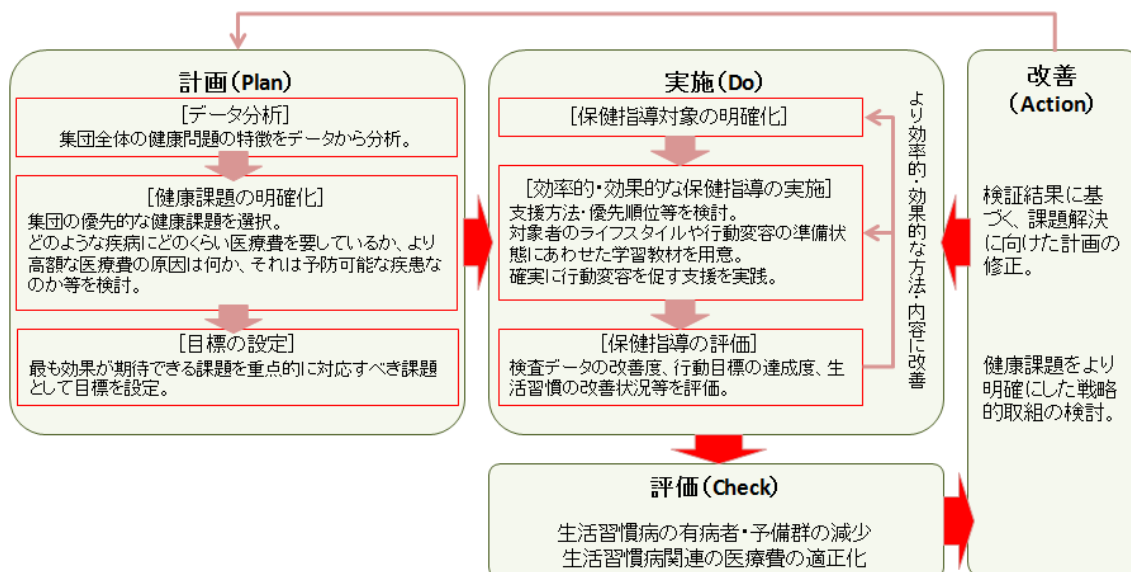 計画(Plan)
[データ分析]
集団全体の健康問題の特徴をデータから分析。
[健康課題の明確化]
集団の優先的な健康課題を選択。
どのような疾病にどのくらい医療費を要しているか、より
高額な医療費の原因は何か、それは予防可能な疾患な
のか等を検討。
[目標の設定]
最も効果が期待できる課題を重点的に対応すべき課題
として目標を設定。
実施(Do)
[保健指導対象の明確化]
[効率的・効果的な保健指導の実施]
支援方法・優先順位等を検討。
対象者のライフスタイルや行動変容の準備状
態にあわせた学習教材を用意。
確実に行動変容を促す支援を実践。
[保健指導の評価]
検査データの改善度、行動目標の達成度、生
活習慣の改善状況等を評価。
より効率的・効果的な方法・内容に改善
評価(Check)
生活習慣病の有病者・予備群の減少
生活習慣病関連の医療費の適正化
改善
(Action)
検証結果に基
づく、課題解決
に向けた計画の
修正。
健康課題をより
明確にした戦略
的取組の検討。